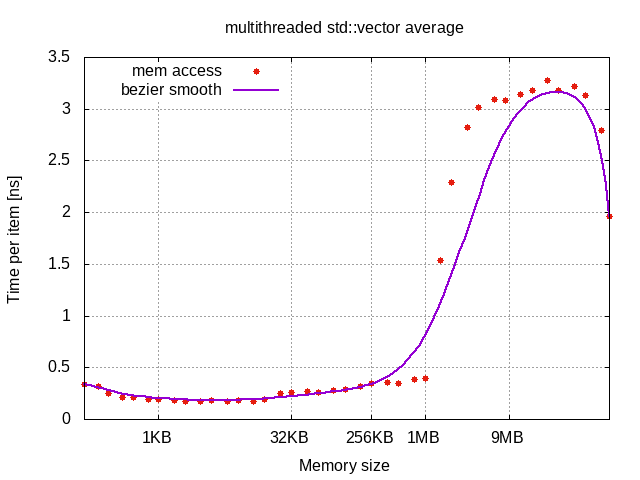 multithreaded std::vector average
mem access
bezier smooth
Time per item [ns]
3.5
3
2.5
2
1.5
1
0.5
0
1KB 32KB 256KB 1MB 9MB
Memory size